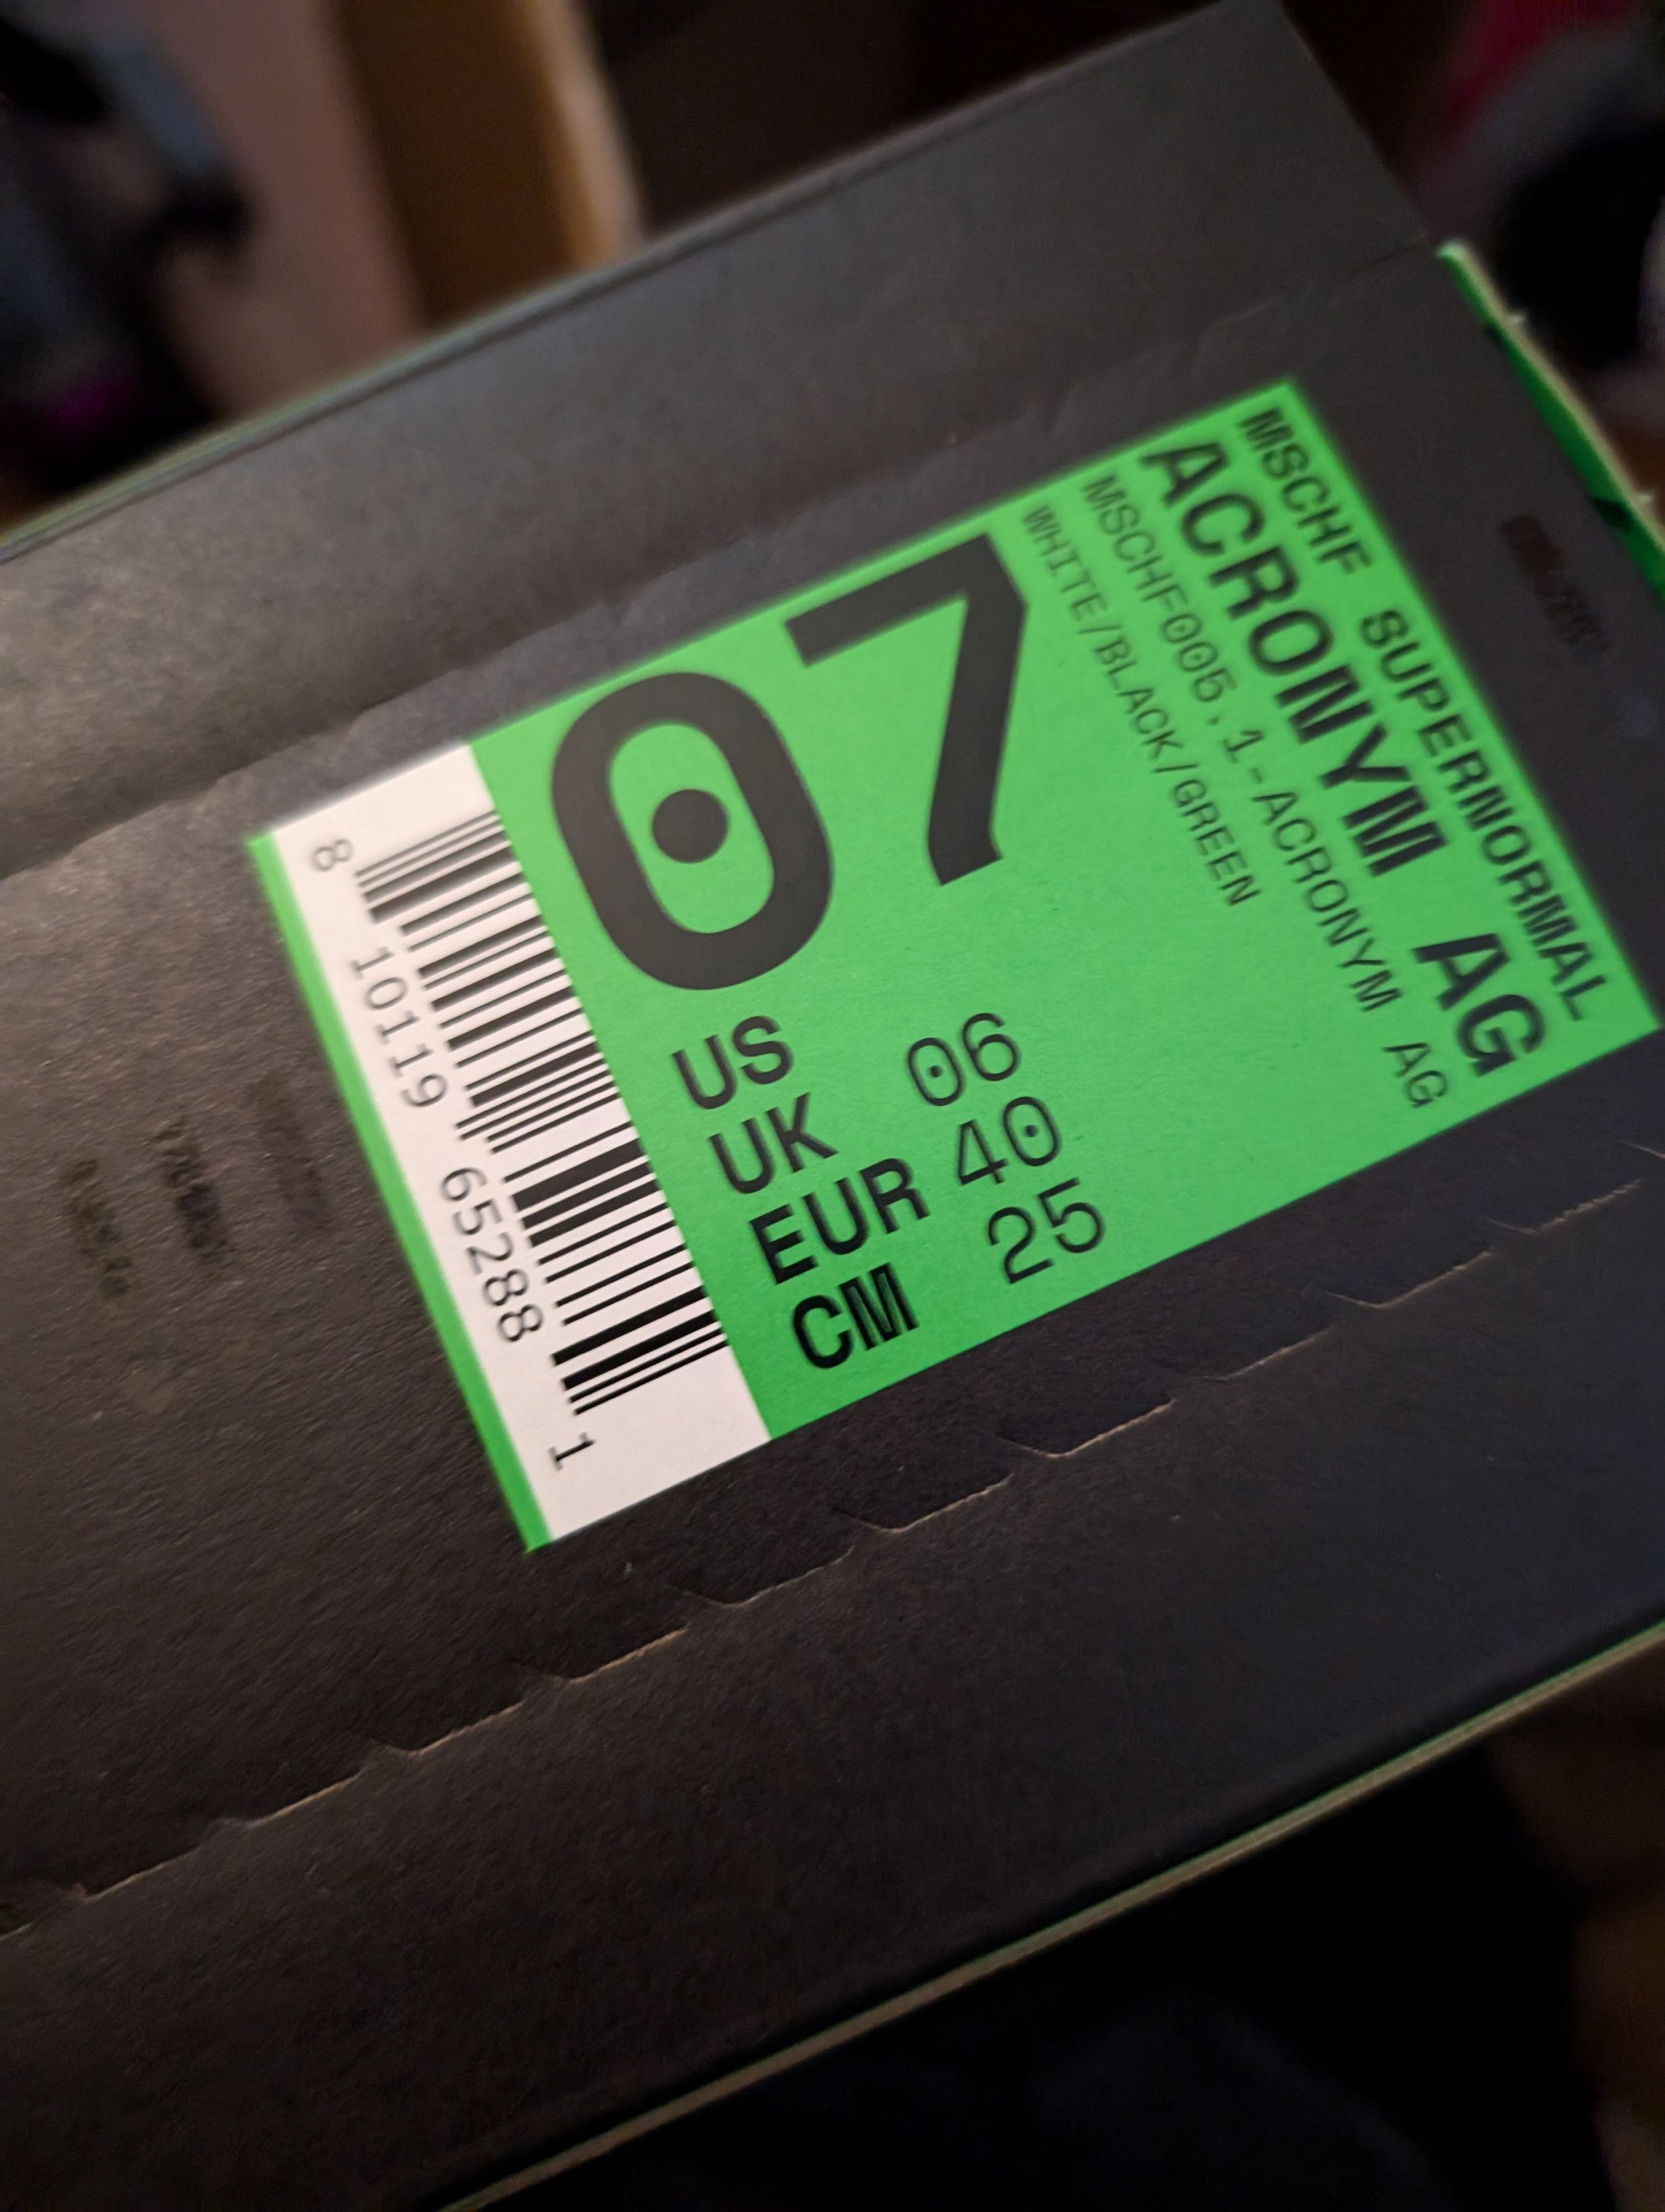 MSCHF SUPERNORMAL
ACRONYM AG
MSCHF005.1-ACRONYM AG
WHITE/BLACK/GREEN
07
US
UK 06
EUR 40
CM 25
8 10119 65288 1